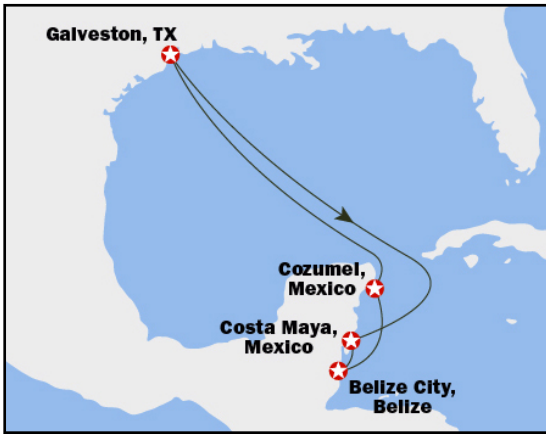 Galveston, TX
Cozumel,
Mexico
Costa Maya,
Mexico
Belize City,
Belize